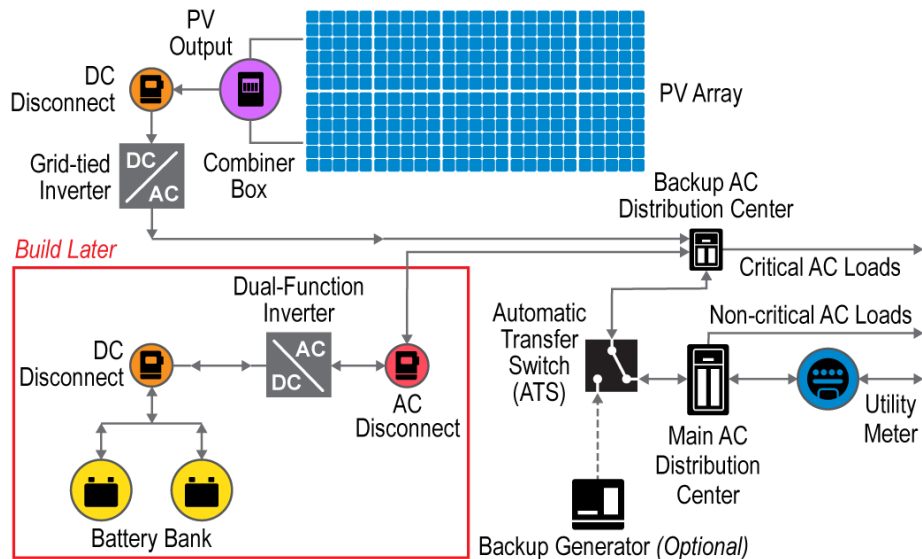 PV
Output
DC
Disconnect
PV Array
DC
AC
Grid-tied
Inverter
Combiner
Box
Backup AC
Distribution Center
Build Later
Critical AC Loads
Dual-Function
Inverter
Automatic
Transfer
Switch
(ATS)
Non-critical AC Loads
DC
Disconnect
AC
DC
AC
Disconnect
Utility
Meter
Main AC
Distribution
Center
Battery Bank
Backup Generator (Optional)